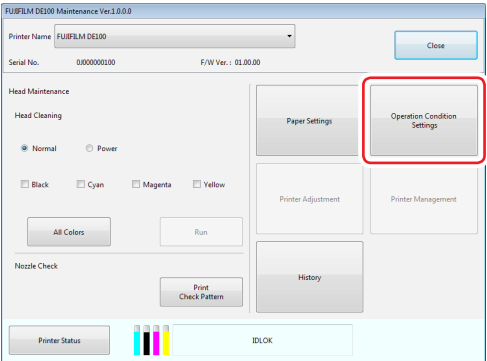 FUJIFILM DE100 Maintenance Ver.1.0.0.0
Printer Name FUJIFILM DE100
Close
Serial No. 0J000000100 F/W Ver. : 01.00.00
Head Maintenance
Head Cleaning
Normal Power
Black Cyan Magenta Yellow
All Colors Run
Nozzle Check
Print
Check Pattern
Paper Settings
Operation Condition
Settings
Printer Adjustment
Printer Management
History
Printer Status
IDLOK